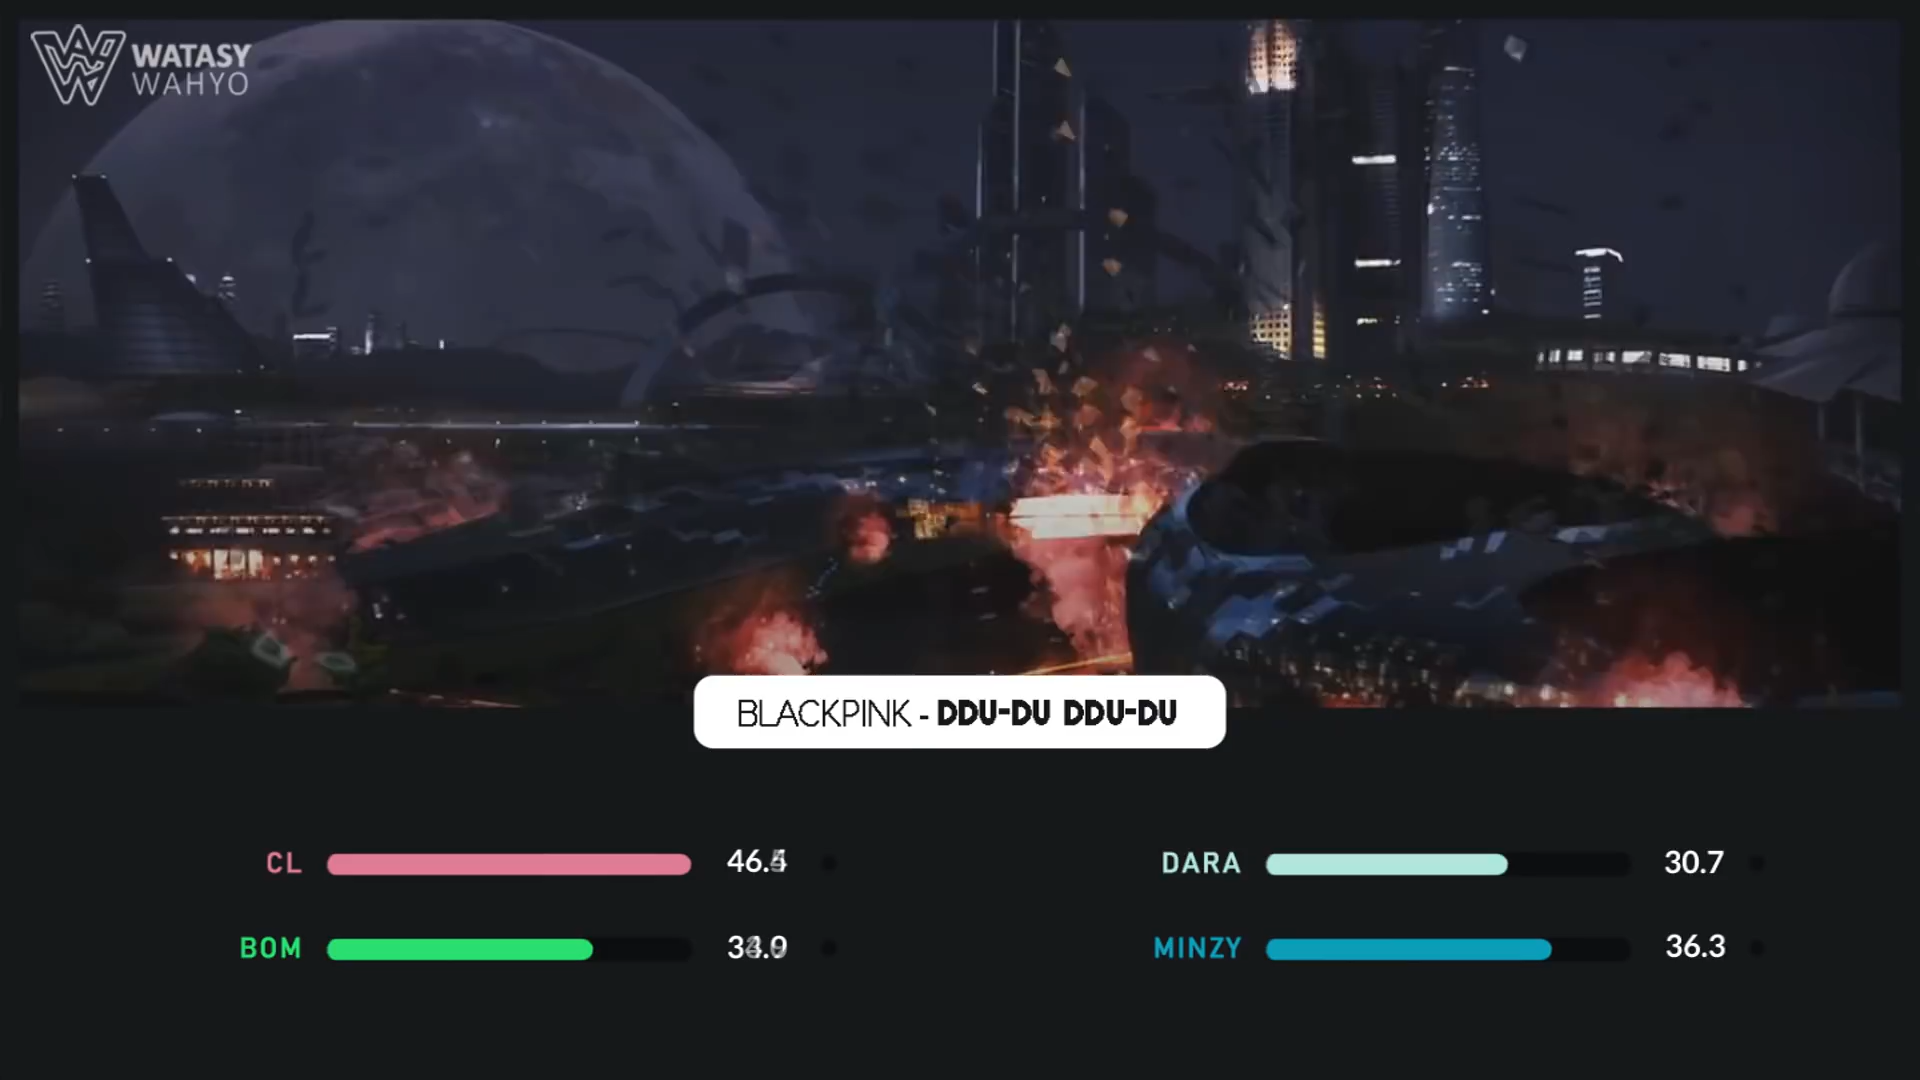 WATASY
WAHYO
BLACKPINK - DDU-DU DDU-DU
CL
DARA 30.7
BOM
MINZY 36.3